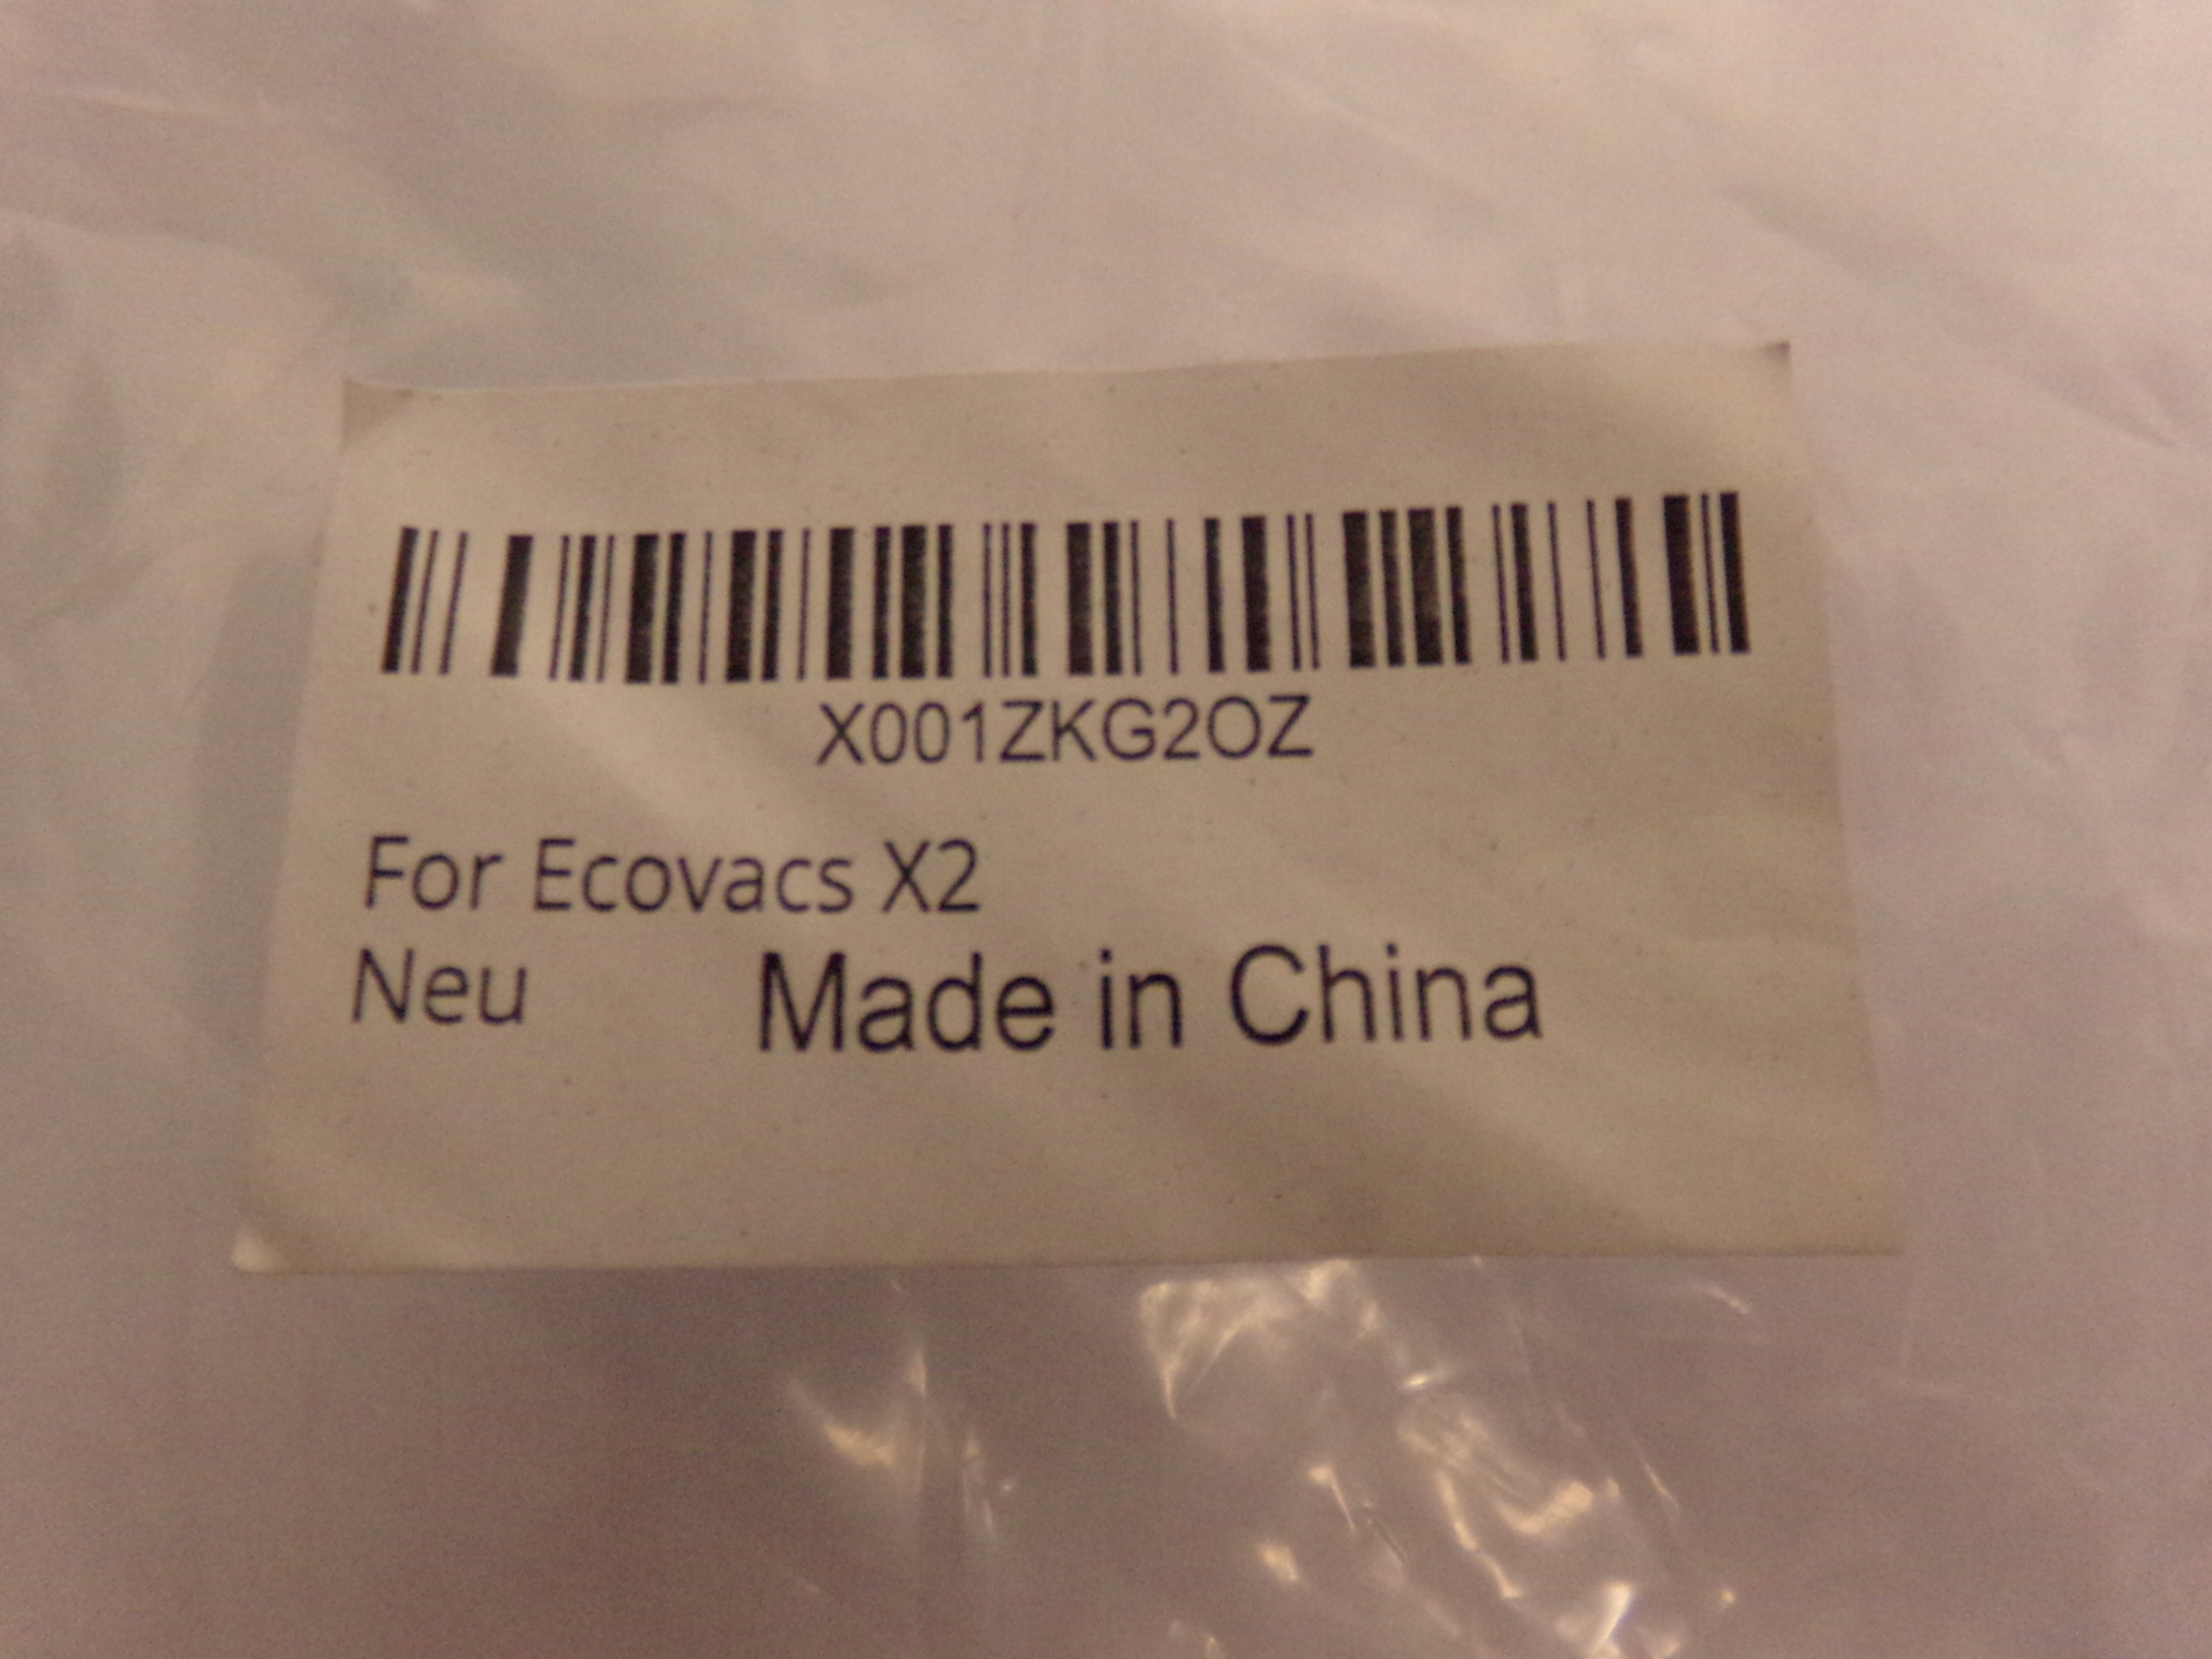 X001ZKG2OZ
For Ecovacs X2
Neu Made in China